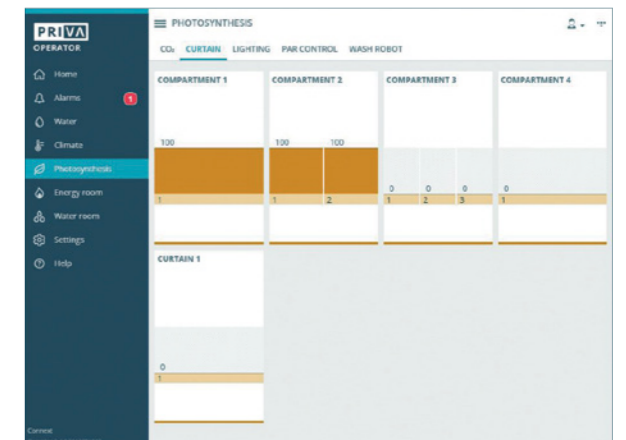 PRIVA
OPERATOR
Home
Alarms 1
Water
Climate
Photosynthesis
Energy room
Water room
Settings
Help
Connext
PHOTOSYNTHESIS
CO₂ CURTAIN LIGHTING PAR CONTROL WASH ROBOT
COMPARTMENT 1 COMPARTMENT 2 COMPARTMENT 3 COMPARTMENT 4
100 100 100
0 0 0 0
1 1 2 1 2 3 1
CURTAIN 1
0
1